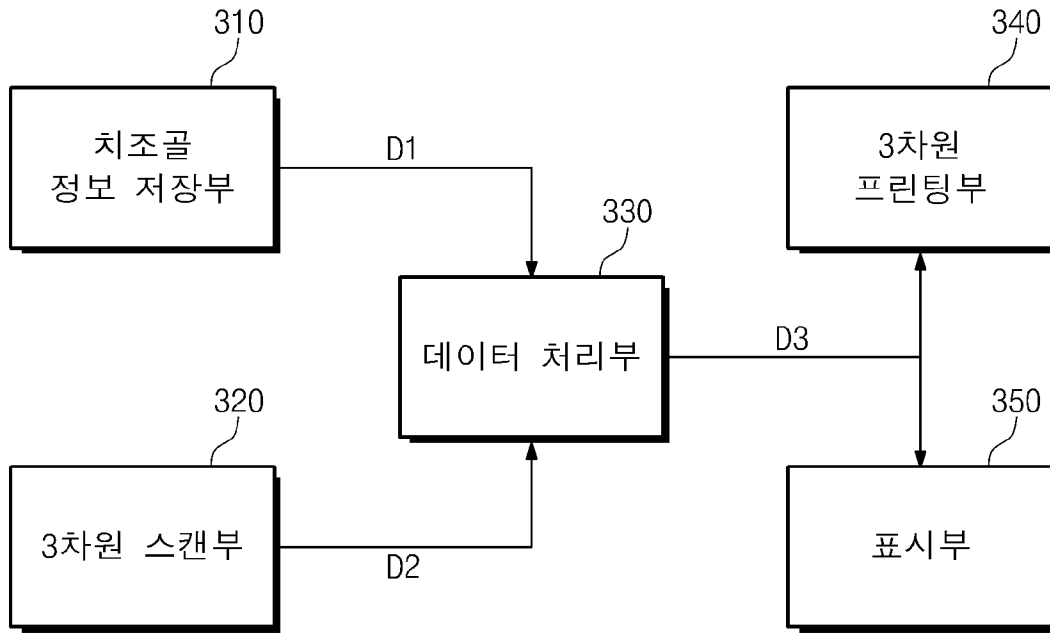 310
치조골
정보 저장부
D1
340
3차원
프린팅부
330
데이터 처리부
D3
320
3차원 스캔부
D2
350
표시부